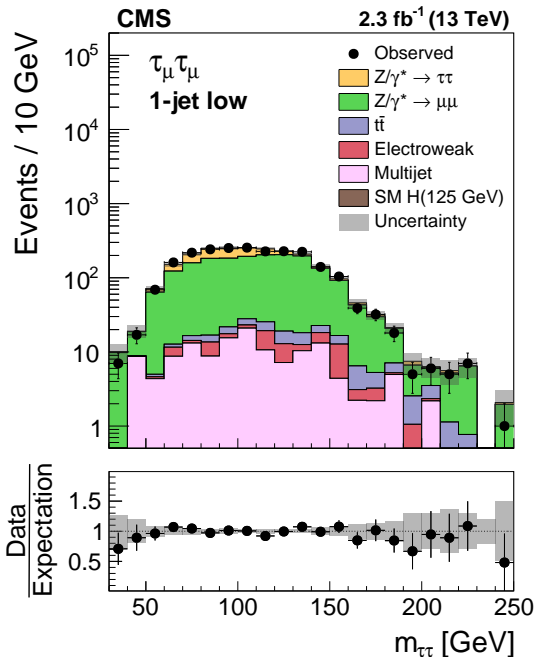 CMS 2.3 fb⁻¹ (13 TeV)
τμτμ
1-jet low
Observed
Z/γ* → ττ
Z/γ* → μμ
tt̄
Electroweak
Multijet
SM H(125 GeV)
Uncertainty
Events / 10 GeV
10⁵
10⁴
10³
10²
10
1
Data
Expectation
1.5
1
0.5
50 100 150 200 250
mττ [GeV]